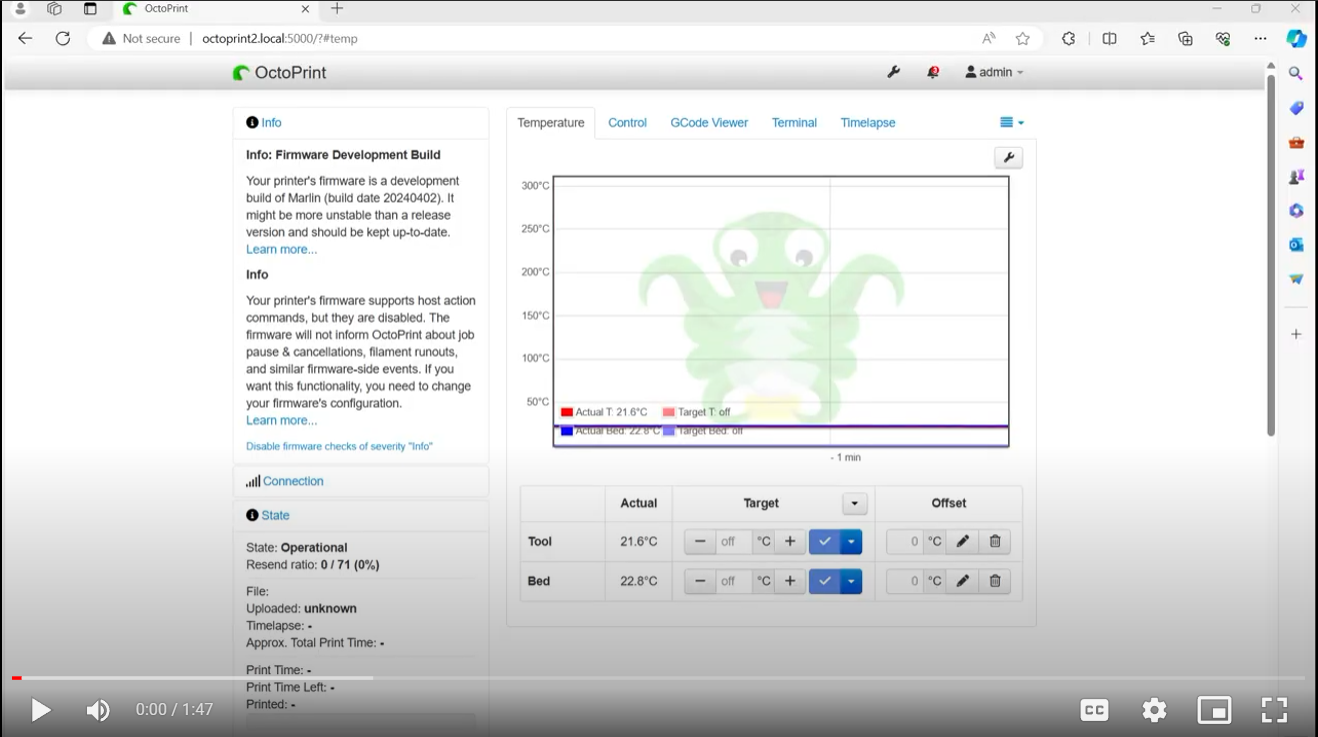 OctoPrint
Not secure
octoprint2.local:5000/?#temp
OctoPrint
admin
Info
Info: Firmware Development Build
Your printer's firmware is a development
build of Marlin (build date 20240402). It
might be more unstable than a release
version and should be kept up-to-date.
Learn more...
Info
Your printer's firmware supports host action
commands, but they are disabled. The
firmware will not inform OctoPrint about job
pause & cancellations, filament runouts,
and similar firmware-side events. If you
want this functionality, you need to change
your firmware's configuration.
Learn more...
Disable firmware checks of severity "Info"
Connection
State
State: Operational
Resend ratio: 0 / 71 (0%)
File:
Uploaded: unknown
Timelapse: -
Approx. Total Print Time: -
Print Time: -
Print Time Left: -
Printed: -
Temperature Control GCode Viewer Terminal Timelapse
300°C
250°C
200°C
150°C
100°C
50°C
Actual T: 21.6°C Target T: off
Actual Bed: 22.8°C Target Bed: off
- 1 min
Actual Target Offset
Tool 21.6°C off °C 0 °C
Bed 22.8°C off °C 0 °C
0:00 / 1:47
CC